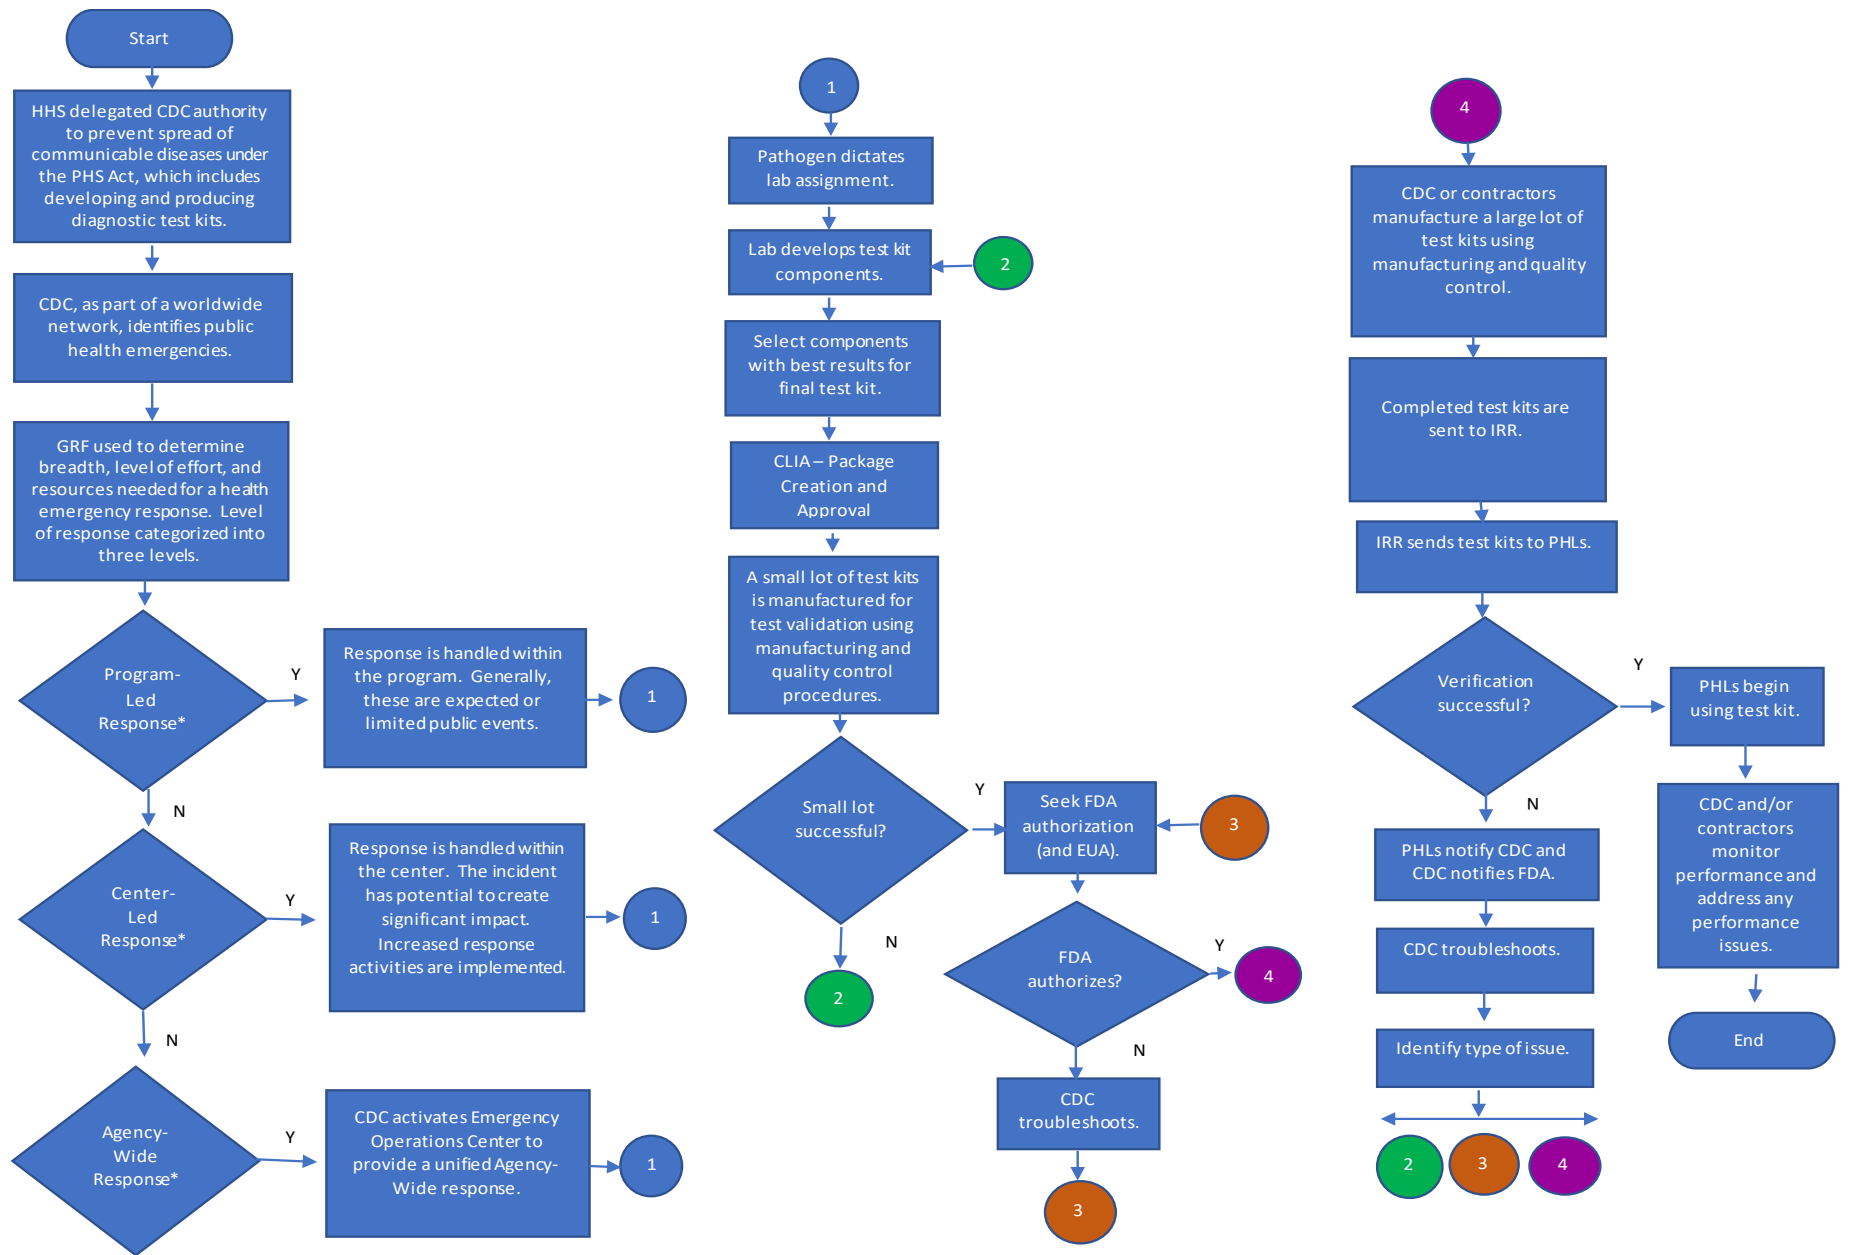 Start
HHS delegated CDC authority
to prevent spread of
communicable diseases under
the PHS Act, which includes
developing and producing
diagnostic test kits.
CDC, as part of a worldwide
network, identifies public
health emergencies.
GRF used to determine
breadth, level of effort, and
resources needed for a health
emergency response. Level
of response categorized into
three levels.
Program-
Led
Response*
Y
Response is handled within
the program. Generally,
these are expected or
limited public events.
1
N
Center-
Led
Response*
Y
Response is handled within
the center. The incident
has potential to create
significant impact.
Increased response
activities are implemented.
1
N
Agency-
Wide
Response*
Y
CDC activates Emergency
Operations Center to
provide a unified Agency-
Wide response.
1
1
Pathogen dictates
lab assignment.
Lab develops test kit
components.
2
Select components
with best results for
final test kit.
CLIA – Package
Creation and
Approval
A small lot of test kits
is manufactured for
test validation using
manufacturing and
quality control
procedures.
Small lot
successful?
Y
Seek FDA
authorization
(and EUA).
3
N
2
FDA
authorizes?
Y
4
N
CDC
troubleshoots.
3
4
CDC or contractors
manufacture a large lot of
test kits using
manufacturing and quality
control.
Completed test kits are
sent to IRR.
IRR sends test kits to PHLs.
Verification
successful?
Y
PHLs begin
using test kit.
CDC and/or
contractors
monitor
performance and
address any
performance
issues.
End
N
PHLs notify CDC and
CDC notifies FDA.
CDC troubleshoots.
Identify type of issue.
2
3
4